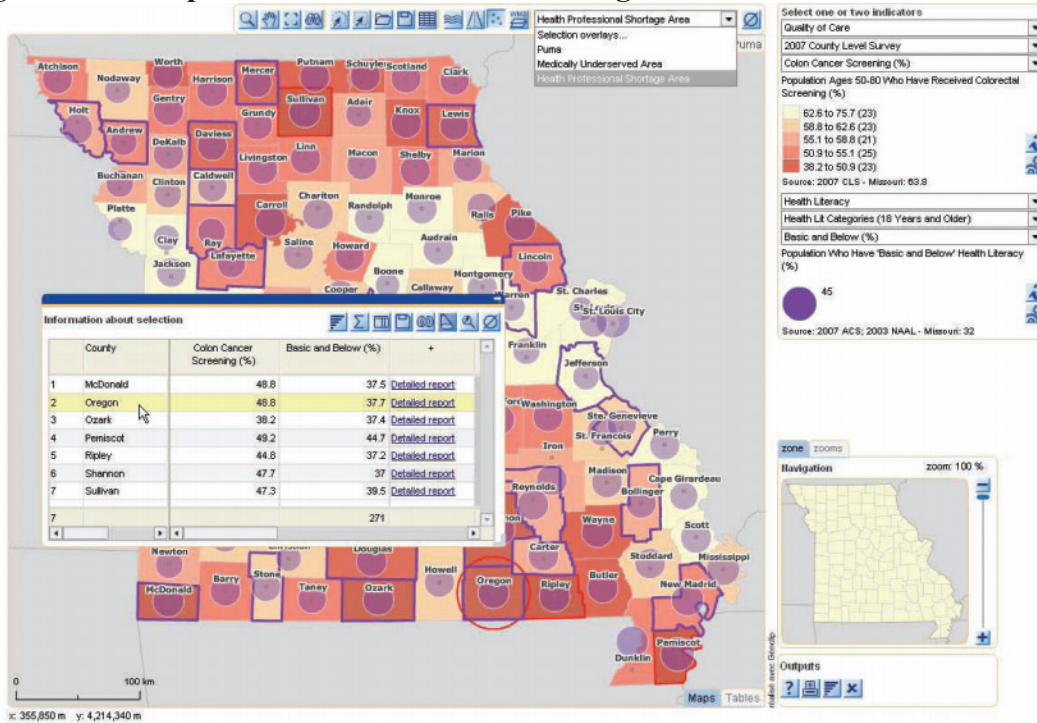 Health Professional Shortage Area
Selection overlays...
Puma
Medically Underserved Area
Health Professional Shortage Area
Puma
Select one or two indicators
Quality of Care
2007 County Level Survey
Colon Cancer Screening (%)
Population Ages 50-80 Who Have Received Colorectal
Screening (%)
62.6 to 75.7 (23)
58.8 to 62.6 (23)
55.1 to 58.8 (21)
50.9 to 55.1 (25)
38.2 to 50.9 (23)
Source: 2007 CLS - Missouri: 63.8
Health Literacy
Health Lit Categories (18 Years and Older)
Basic and Below (%)
Population Who Have 'Basic and Below' Health Literacy
(%)
45
Source: 2007 ACS; 2003 NAAL - Missouri: 32
Atchison
Nodaway
Worth
Harrison
Mercer
Putnam
Schuyler
Scotland
Clark
Holt
Gentry
Grundy
Sullivan
Adair
Knox
Lewis
Andrew
DeKalb
Daviess
Livingston
Linn
Macon
Shelby
Marion
Buchanan
Clinton
Caldwell
Chariton
Randolph
Monroe
Ralls
Pike
Platte
Clay
Ray
Carroll
Saline
Howard
Audrain
Lincoln
Jackson
Lafayette
Cooper
Boone
Callaway
Montgomery
Warren
St. Charles
St. Louis City
Franklin
Jefferson
Washington
Ste. Genevieve
St. Francois
Perry
Iron
Madison
Cape Girardeau
Reynolds
Bollinger
Wayne
Scott
Carter
Stoddard
Mississippi
Newton
Douglas
Howell
Butler
New Madrid
McDonald
Barry
Stone
Taney
Ozark
Oregon
Ripley
Pemiscot
Dunklin
Information about selection
County Colon Cancer Screening (%) Basic and Below (%) +
1 McDonald 48.8 37.5 Detailed report
2 Oregon 48.8 37.7 Detailed report
3 Ozark 38.2 37.4 Detailed report
4 Pemiscot 49.2 44.7 Detailed report
5 Ripley 44.8 37.2 Detailed report
6 Shannon 47.7 37 Detailed report
7 Sullivan 47.3 39.5 Detailed report
7 271
zone zooms
Navigation zoom: 100 %
Outputs
0 100 km
Maps Tables
x: 355,850 m y: 4,214,340 m